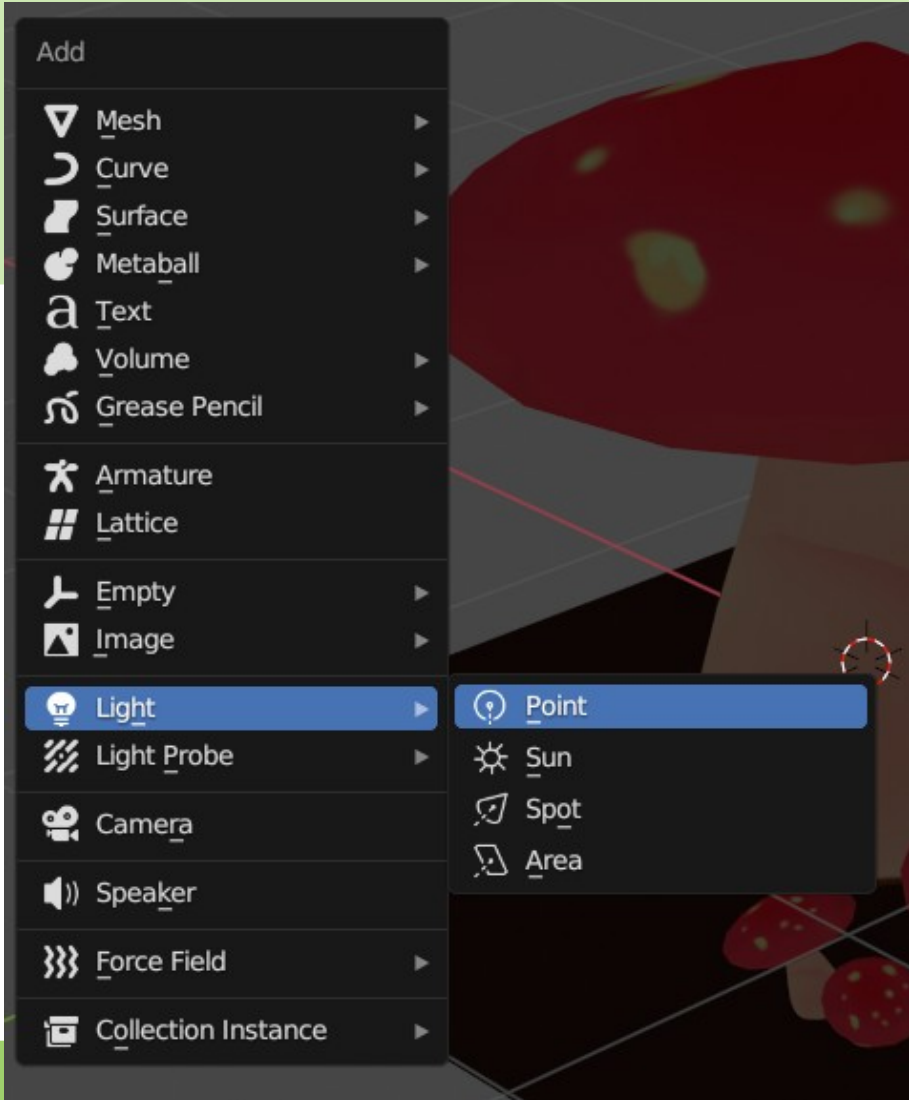 Add
Mesh
Curve
Surface
Metaball
Text
Volume
Grease Pencil
Armature
Lattice
Empty
Image
Light
Light Probe
Camera
Speaker
Force Field
Collection Instance
Point
Sun
Spot
Area